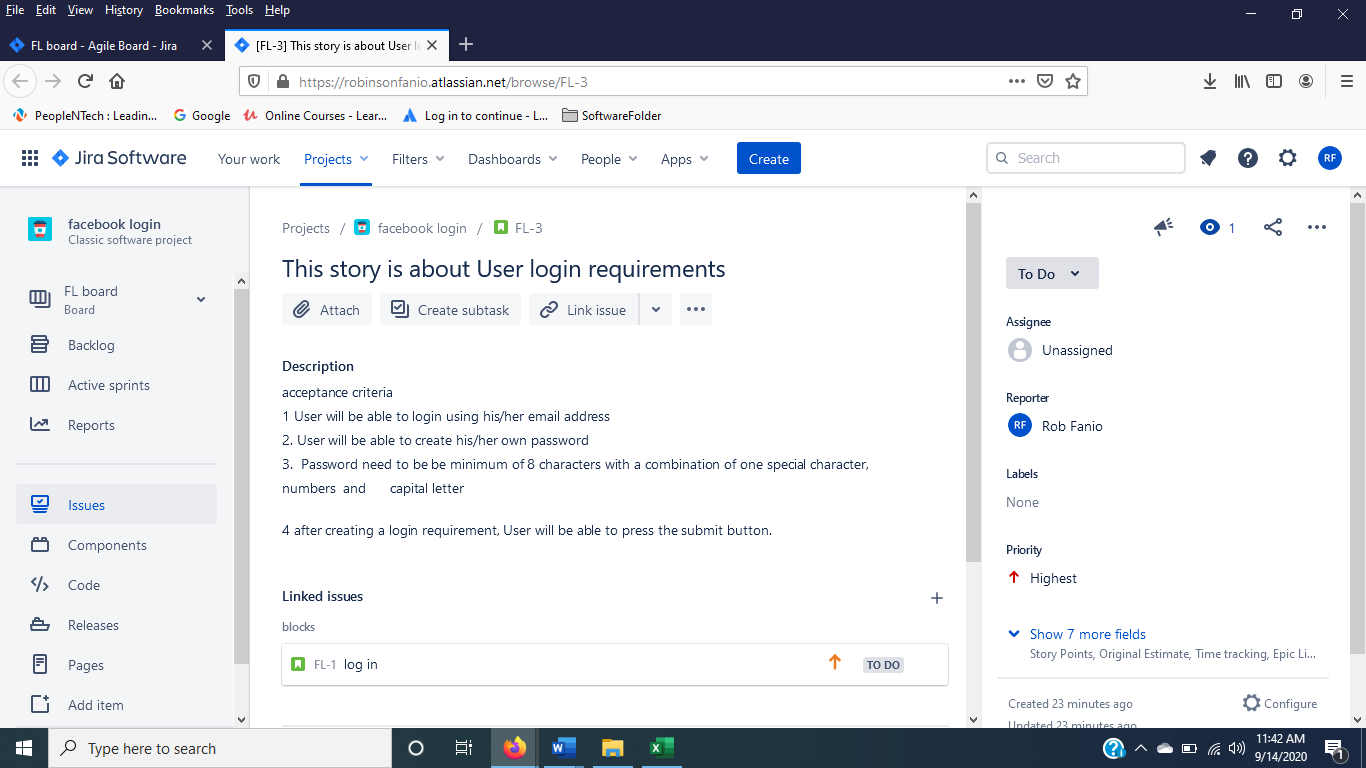 File Edit View History Bookmarks Tools Help
FL board - Agile Board - Jira
[FL-3] This story is about User lo
https://robinsonfanio.atlassian.net/browse/FL-3
PeopleNTech : Leadin... Google Online Courses - Lear... Log in to continue - L... SoftwareFolder
Jira Software Your work Projects Filters Dashboards People Apps Create Search RF
facebook login
Classic software project
FL board
Board
Backlog
Active sprints
Reports
Issues
Components
Code
Releases
Pages
Add item
Projects / facebook login / FL-3
This story is about User login requirements
Attach Create subtask Link issue
Description
acceptance criteria
1 User will be able to login using his/her email address
2. User will be able to create his/her own password
3. Password need to be be minimum of 8 characters with a combination of one special character,
numbers and capital letter
4 after creating a login requirement, User will be able to press the submit button.
Linked issues
blocks
FL-1 log in TO DO
1
To Do
Assignee
Unassigned
Reporter
RF Rob Fanio
Labels
None
Priority
Highest
Show 7 more fields
Story Points, Original Estimate, Time tracking, Epic Li...
Created 23 minutes ago Configure
Updated 23 minutes ago
Type here to search
11:42 AM
9/14/2020
1